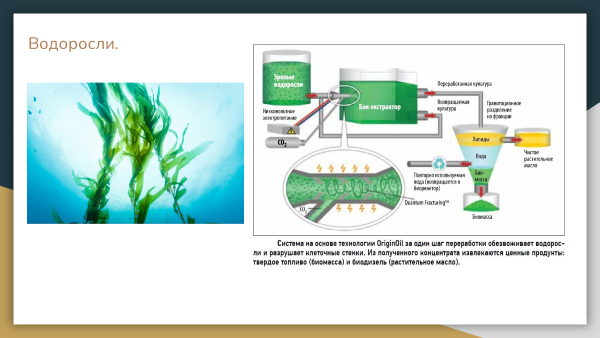 Водоросли.
Зрелые
водоросли
Низковольтное
электропитание
CO₂
Бак-экстрактор
Переработанная культура
Возвращаемая
культура
Гравитационное
разделение
на фракции
Липиды
Вода
Био-
масса
Чистое
растительное
масло
Повторно используемая
вода (возвращается в
биореактор)
Quantum Fracturing™
CO₂
Биомасса
Система на основе технологии OriginOil за один шаг переработки обезвоживает водорос-
ли и разрушает клеточные стенки. Из полученного концентрата извлекаются ценные продукты:
твердое топливо (биомасса) и биодизель (растительное масло).